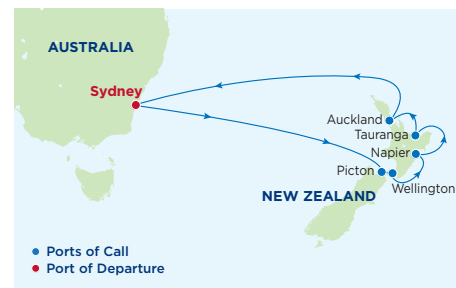 AUSTRALIA
Sydney
Auckland
Tauranga
Napier
Picton
Wellington
NEW ZEALAND
Ports of Call
Port of Departure